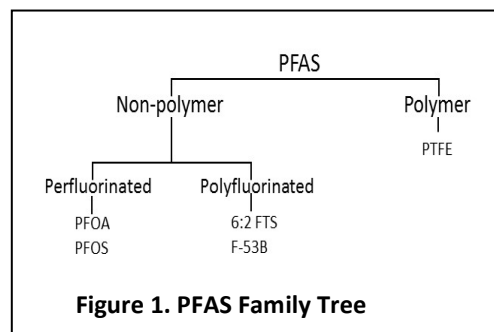 PFAS
Non-polymer Polymer
PTFE
Perfluorinated Polyfluorinated
PFOA 6:2 FTS
PFOS F-53B
Figure 1. PFAS Family Tree